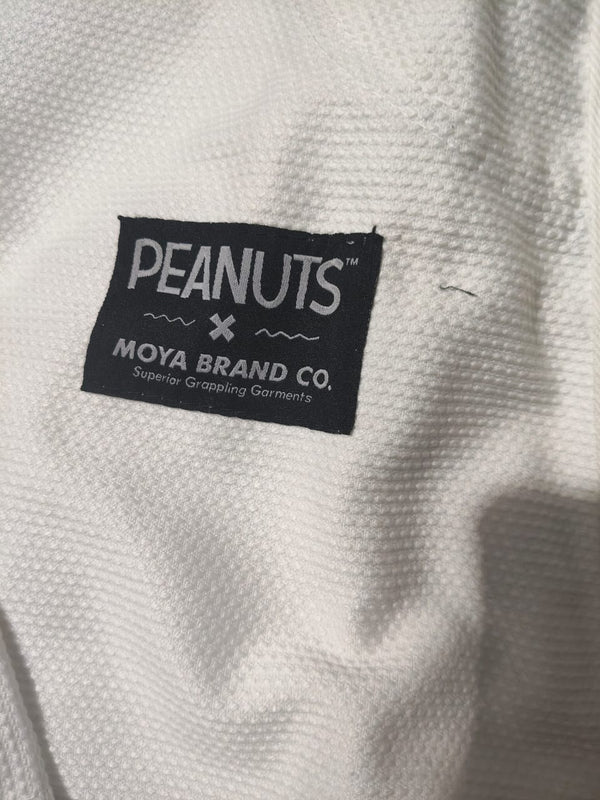 PEANUTS™
X
MOYA BRAND CO.
Superior Grappling Garments